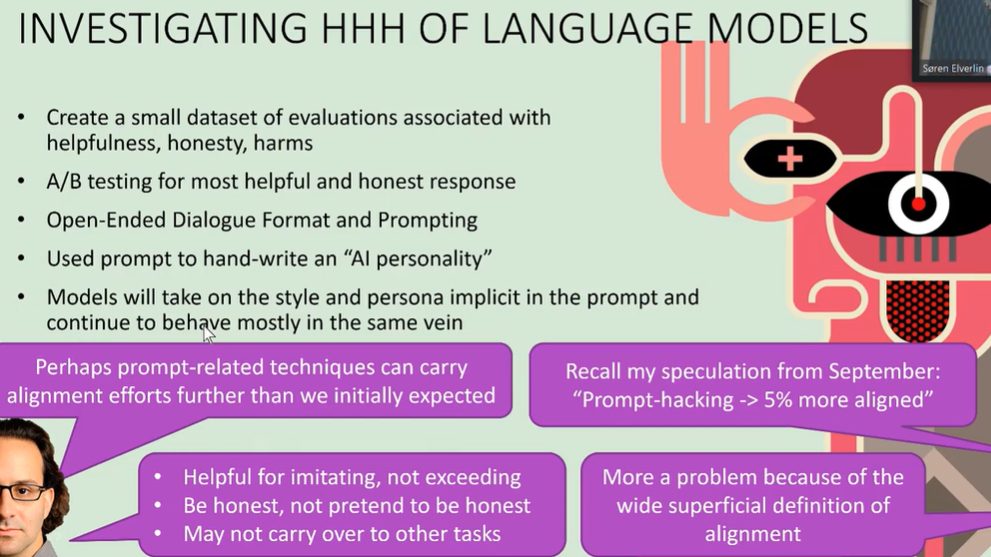 INVESTIGATING HHH OF LANGUAGE MODELS
Søren Elverlin
• Create a small dataset of evaluations associated with
helpfulness, honesty, harms
• A/B testing for most helpful and honest response
• Open-Ended Dialogue Format and Prompting
• Used prompt to hand-write an “AI personality”
• Models will take on the style and persona implicit in the prompt and
continue to behave mostly in the same vein
Perhaps prompt-related techniques can carry
alignment efforts further than we initially expected
Recall my speculation from September:
“Prompt-hacking -> 5% more aligned”
• Helpful for imitating, not exceeding
• Be honest, not pretend to be honest
• May not carry over to other tasks
More a problem because of the
wide superficial definition of
alignment